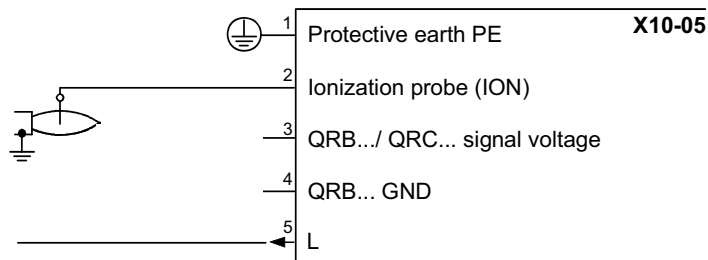 X10-05
1 Protective earth PE
2 Ionization probe (ION)
3 QRB.../ QRC... signal voltage
4 QRB... GND
5 L